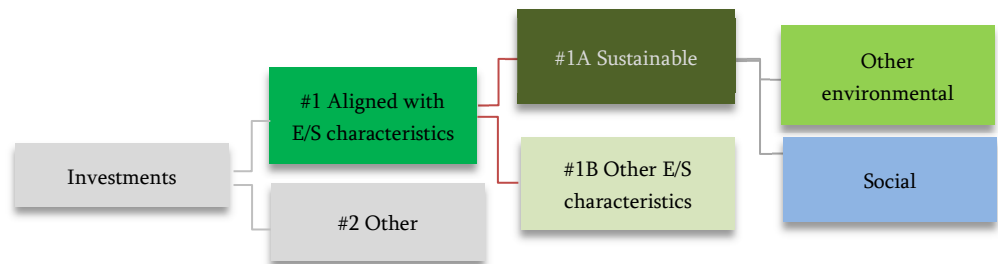 Investments
#1 Aligned with
E/S characteristics
#2 Other
#1A Sustainable
#1B Other E/S
characteristics
Other
environmental
Social